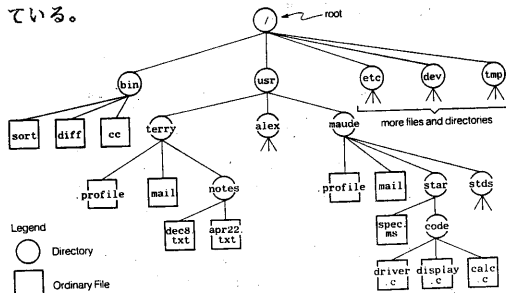 ている。
/
root
bin
usr
etc
dev
tmp
more files and directories
sort
diff
cc
terry
alex
maude
profile
mail
notes
profile
mail
star
stds
dec8.
txt
apr22.
txt
spec.
ms
code
driver
.c
display
.c
calc
.c
Legend
Directory
Ordinary File